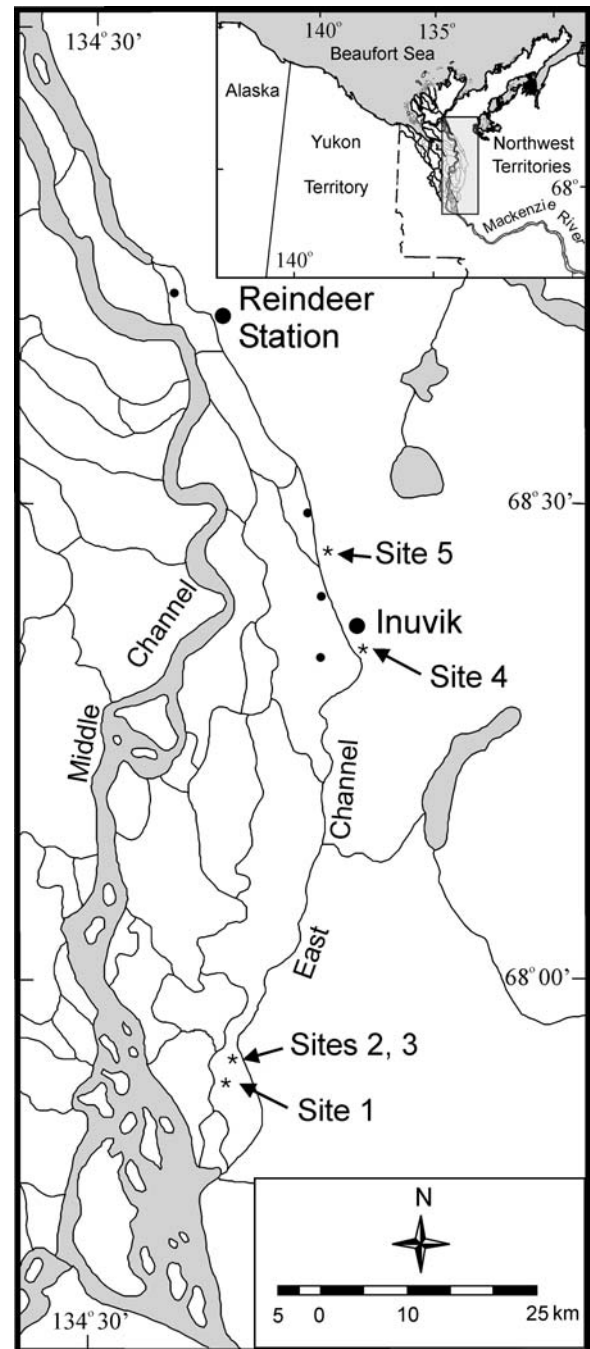 134°30'
140°
135°
Beaufort Sea
Alaska
Yukon
Territory
Northwest
Territories
68°
Mackenzie River
140°
Reindeer
Station
68°30'
Site 5
Inuvik
Site 4
Middle Channel
East Channel
68°00'
Sites 2, 3
Site 1
N
5 0 10 25 km
134°30'